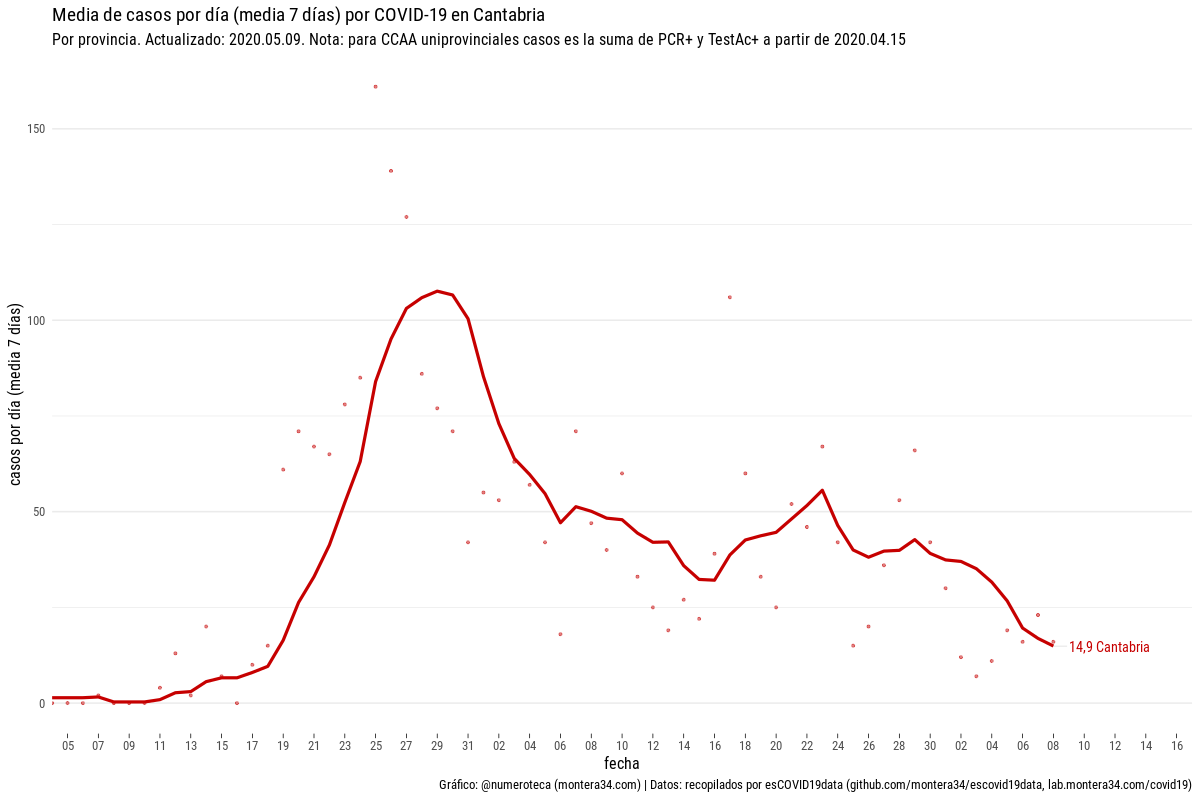 Media de casos por día (media 7 días) por COVID-19 en Cantabria
Por provincia. Actualizado: 2020.05.09. Nota: para CCAA uniprovinciales casos es la suma de PCR+ y TestAc+ a partir de 2020.04.15
casos por día (media 7 días)
150
100
50
0
14,9 Cantabria
05 07 09 11 13 15 17 19 21 23 25 27 29 31 02 04 06 08 10 12 14 16 18 20 22 24 26 28 30 02 04 06 08 10 12 14 16
fecha
Gráfico: @numeroteca (montera34.com) | Datos: recopilados por esCOVID19data (github.com/montera34/escovid19data, lab.montera34.com/covid19)